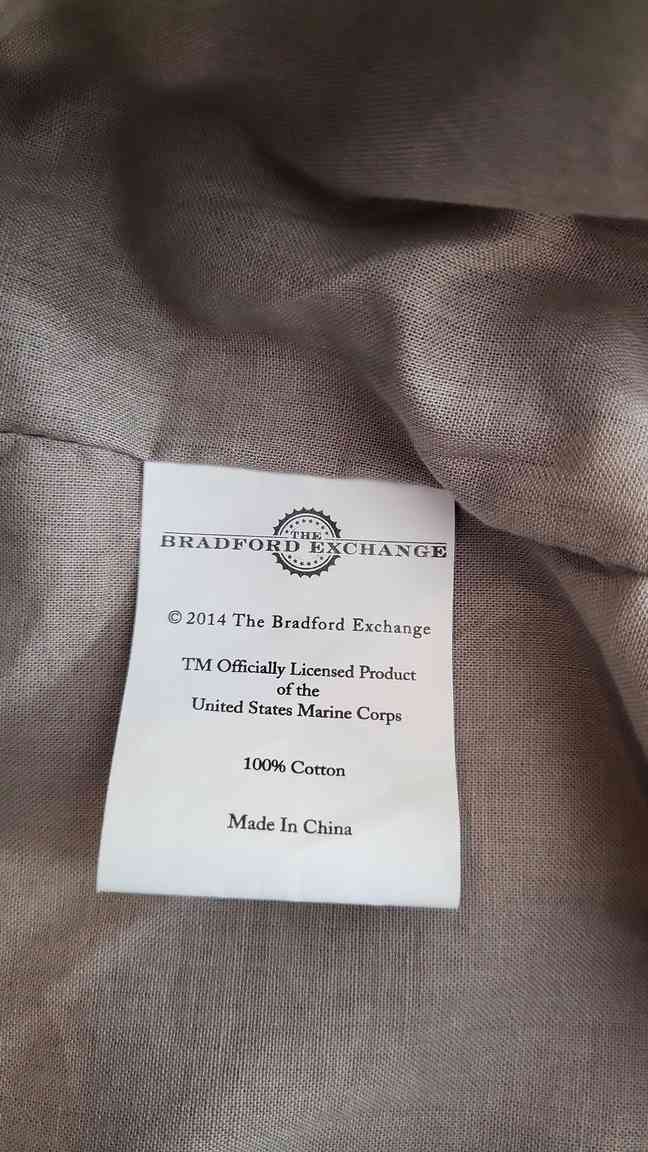 THE
BRADFORD EXCHANGE
© 2014 The Bradford Exchange
TM Officially Licensed Product
of the
United States Marine Corps
100% Cotton
Made In China